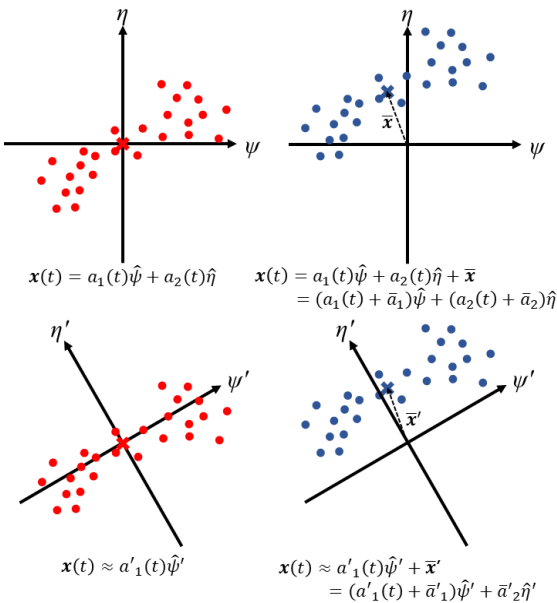 η
η
x̄
ψ
ψ
𝒙(t) = a₁(t)ψ̂ + a₂(t)η̂
𝒙(t) = a₁(t)ψ̂ + a₂(t)η̂ + x̄
= (a₁(t) + ā₁)ψ̂ + (a₂(t) + ā₂)η̂
η′
η′
ψ′
ψ′
x̄′
𝒙(t) ≈ a′₁(t)ψ̂′
𝒙(t) ≈ a′₁(t)ψ̂′ + x̄′
= (a′₁(t) + ā′₁)ψ̂′ + ā′₂η̂′